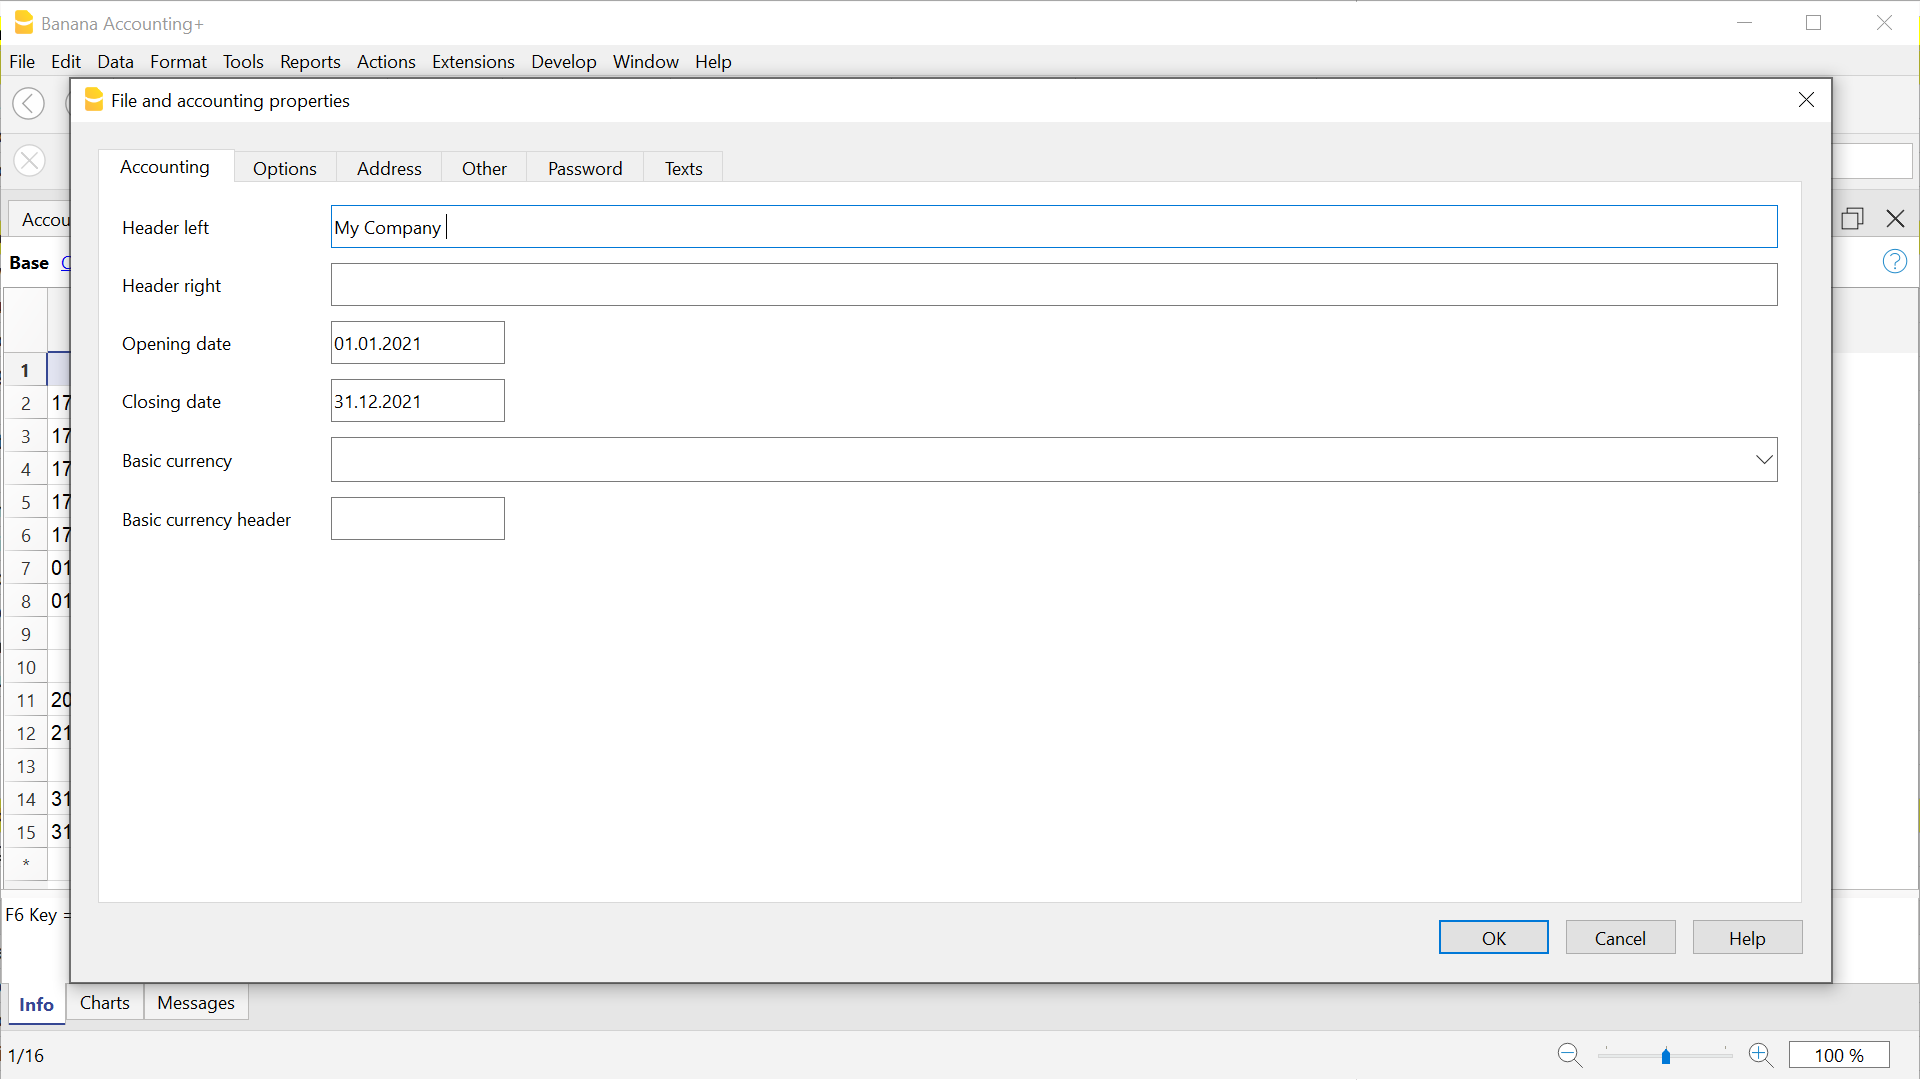 Banana Accounting+
File Edit Data Format Tools Reports Actions Extensions Develop Window Help
File and accounting properties
Accounting Options Address Other Password Texts
Accou
Header left My Company
Header right
Base C
Opening date 01.01.2021
1
Closing date 31.12.2021
2 17
3 17
Basic currency
4 17
5 17
Basic currency header
6 17
7 01
8 01
9
10
11 20
12 21
13
14 31
15 31
*
F6 Key =
OK Cancel Help
Info Charts Messages
1/16 100 %